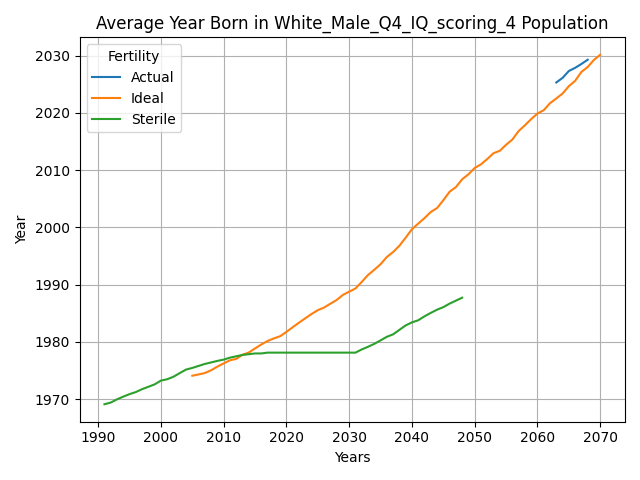 Average Year Born in White_Male_Q4_IQ_scoring_4 Population
Fertility
Actual
Ideal
Sterile
Year
2030
2020
2010
2000
1990
1980
1970
1990 2000 2010 2020 2030 2040 2050 2060 2070
Years